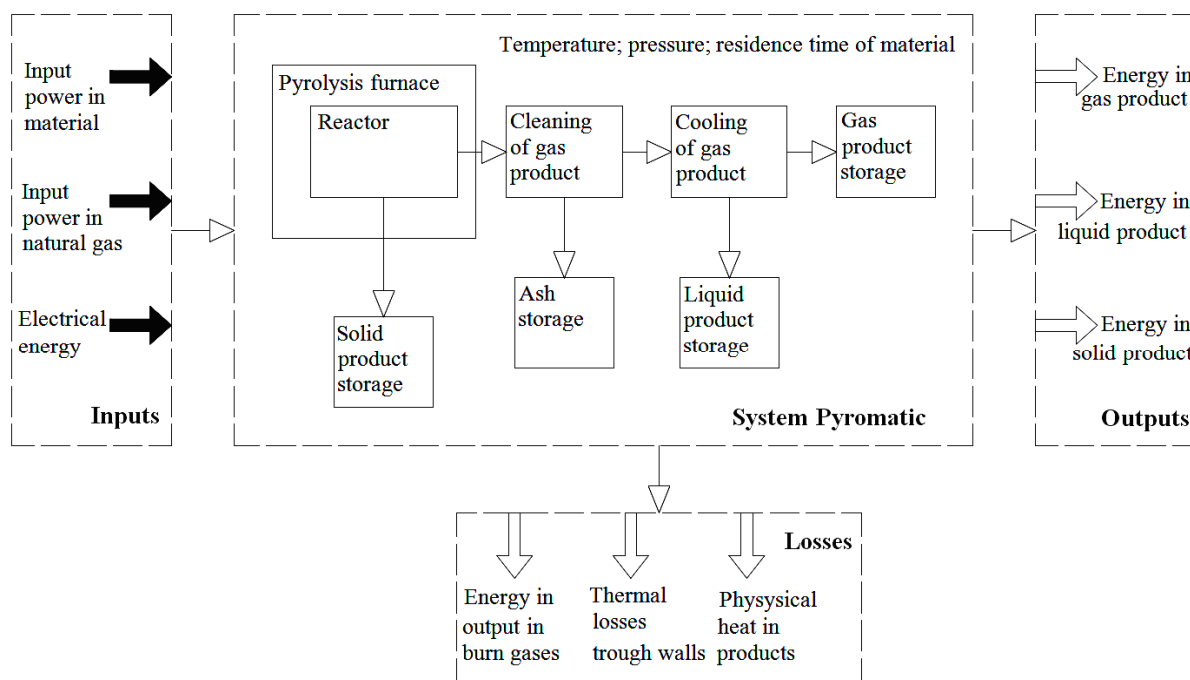 Input
power in
material
Input
power in
natural gas
Electrical
energy
Inputs
Temperature; pressure; residence time of material
Pyrolysis furnace
Reactor
Cleaning
of gas
product
Cooling
of gas
product
Gas
product
storage
Solid
product
storage
Ash
storage
Liquid
product
storage
System Pyromatic
Energy in
gas product
Energy in
liquid product
Energy in
solid product
Outputs
Losses
Energy in
output in
burn gases
Thermal
losses
trough walls
Physysical
heat in
products